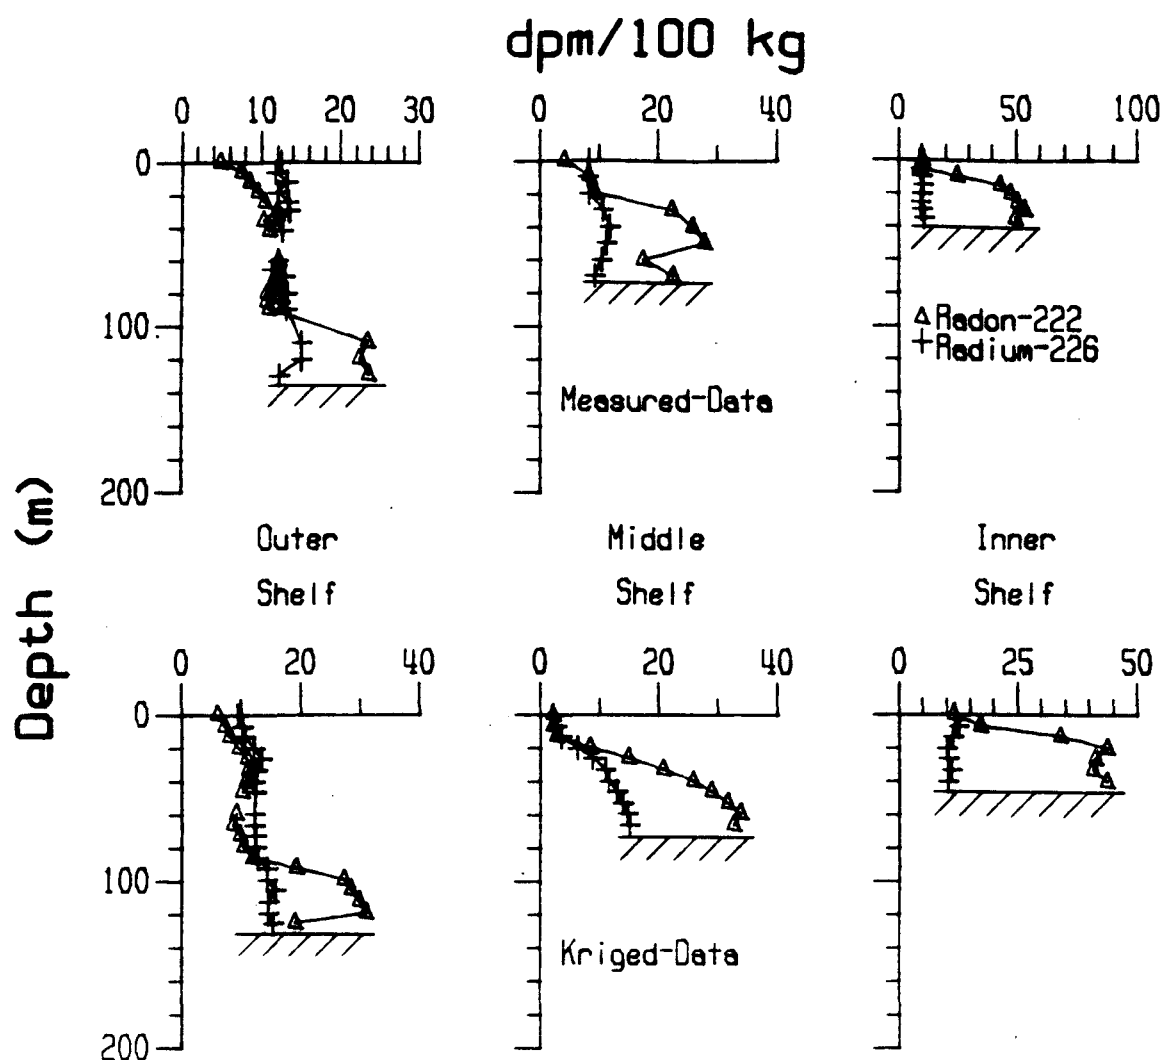 dpm/100 kg
0 10 20 30
0 20 40
0 50 100
0
100
200
Radon-222
Radium-226
Measured-Data
Depth (m)
Outer
Shelf
Middle
Shelf
Inner
Shelf
0 20 40
0 20 40
0 25 50
0
100
200
Kriged-Data